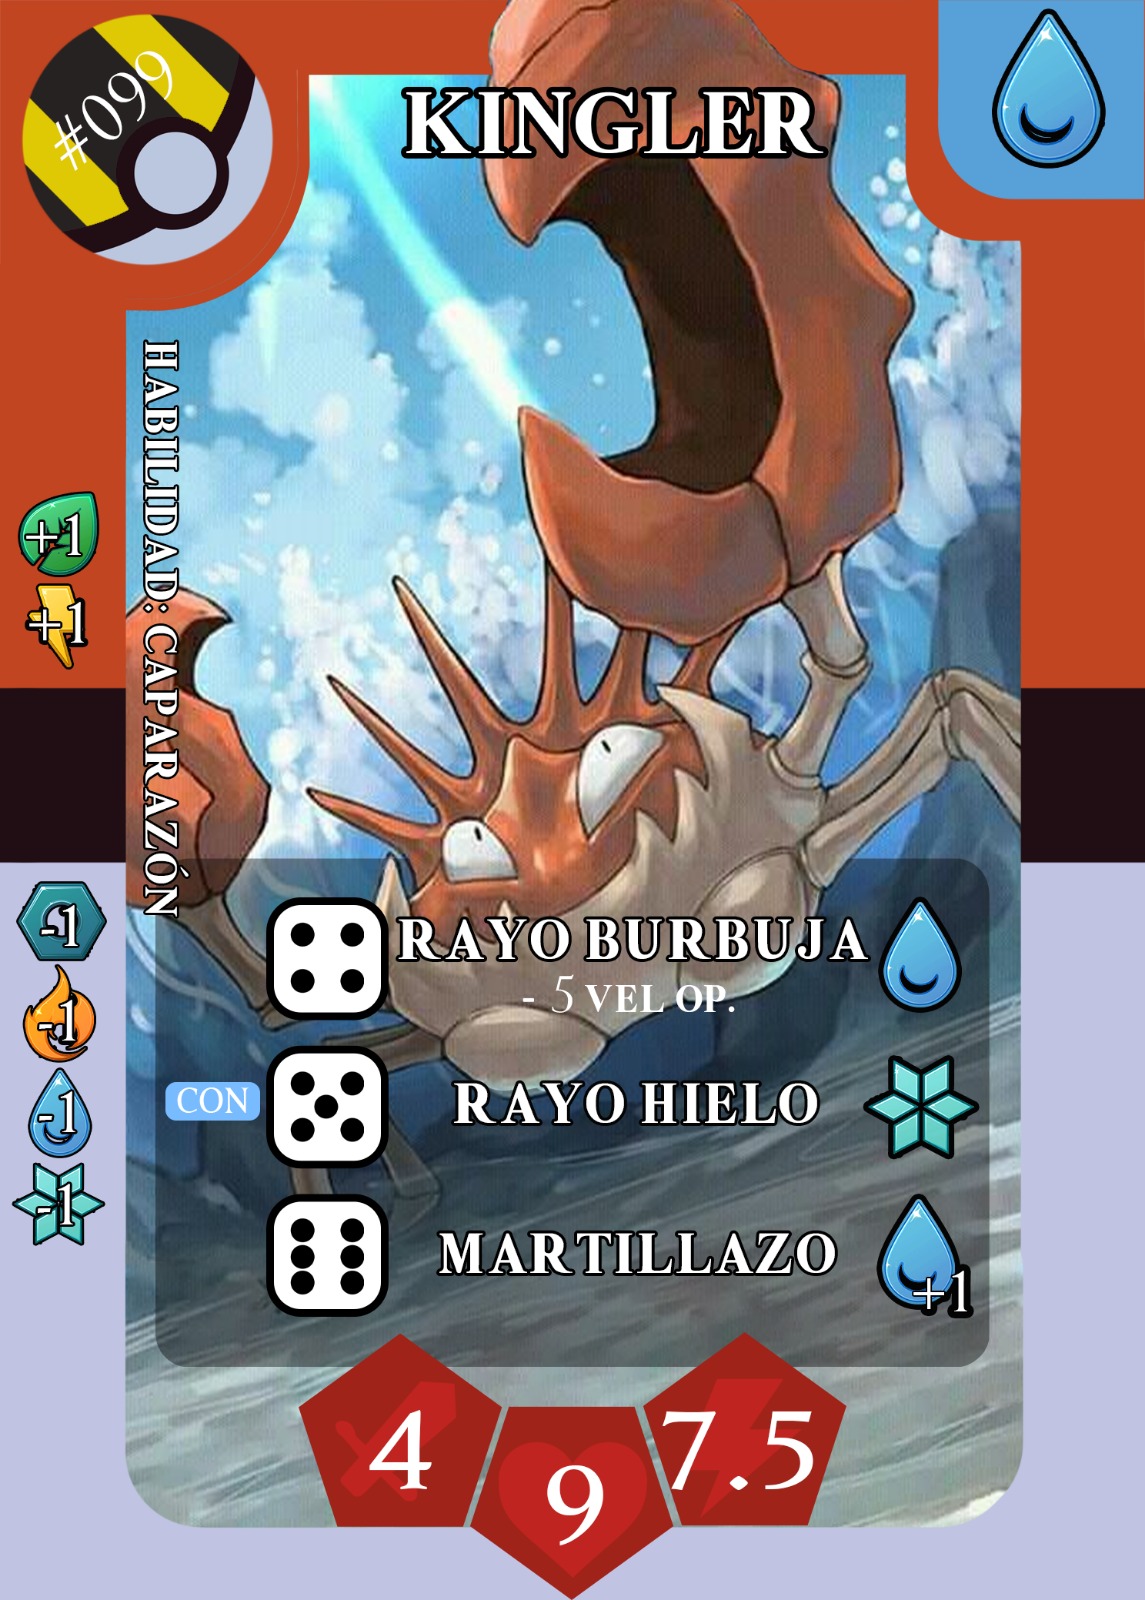 #099
KINGLER
HABILIDAD: CAPARAZÓN
+1
+1
-1
-1
-1
-1
RAYO BURBUJA
- 5 VEL OP.
CON
RAYO HIELO
MARTILLAZO
+1
4
9
7.5